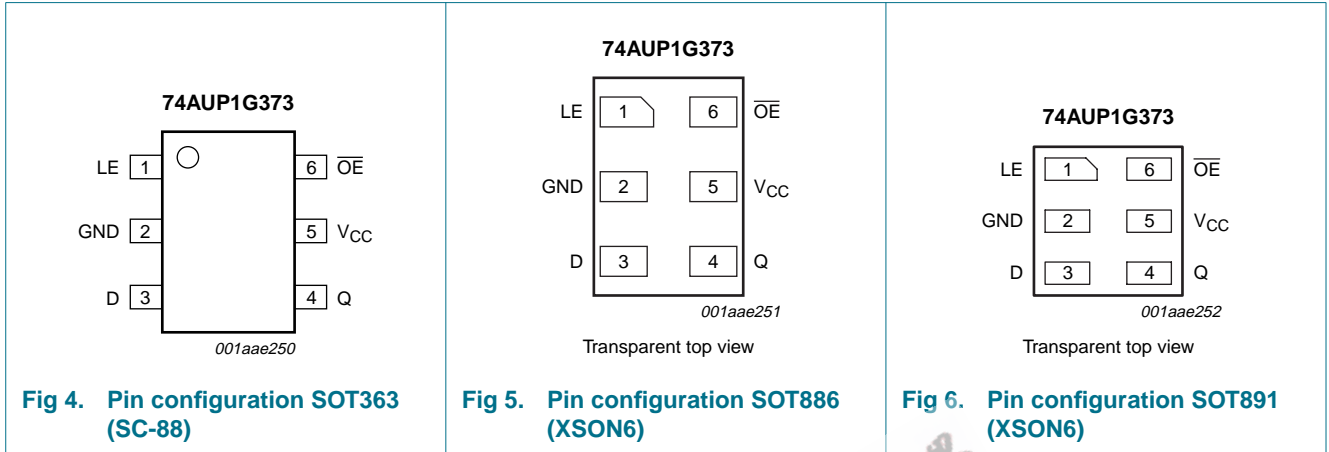 74AUP1G373
LE 1 6 O̅E̅
GND 2 5 VCC
D 3 4 Q
001aae250
Fig 4. Pin configuration SOT363
(SC-88)
74AUP1G373
LE 1 6 O̅E̅
GND 2 5 VCC
D 3 4 Q
001aae251
Transparent top view
Fig 5. Pin configuration SOT886
(XSON6)
74AUP1G373
LE 1 6 O̅E̅
GND 2 5 VCC
D 3 4 Q
001aae252
Transparent top view
Fig 6. Pin configuration SOT891
(XSON6)